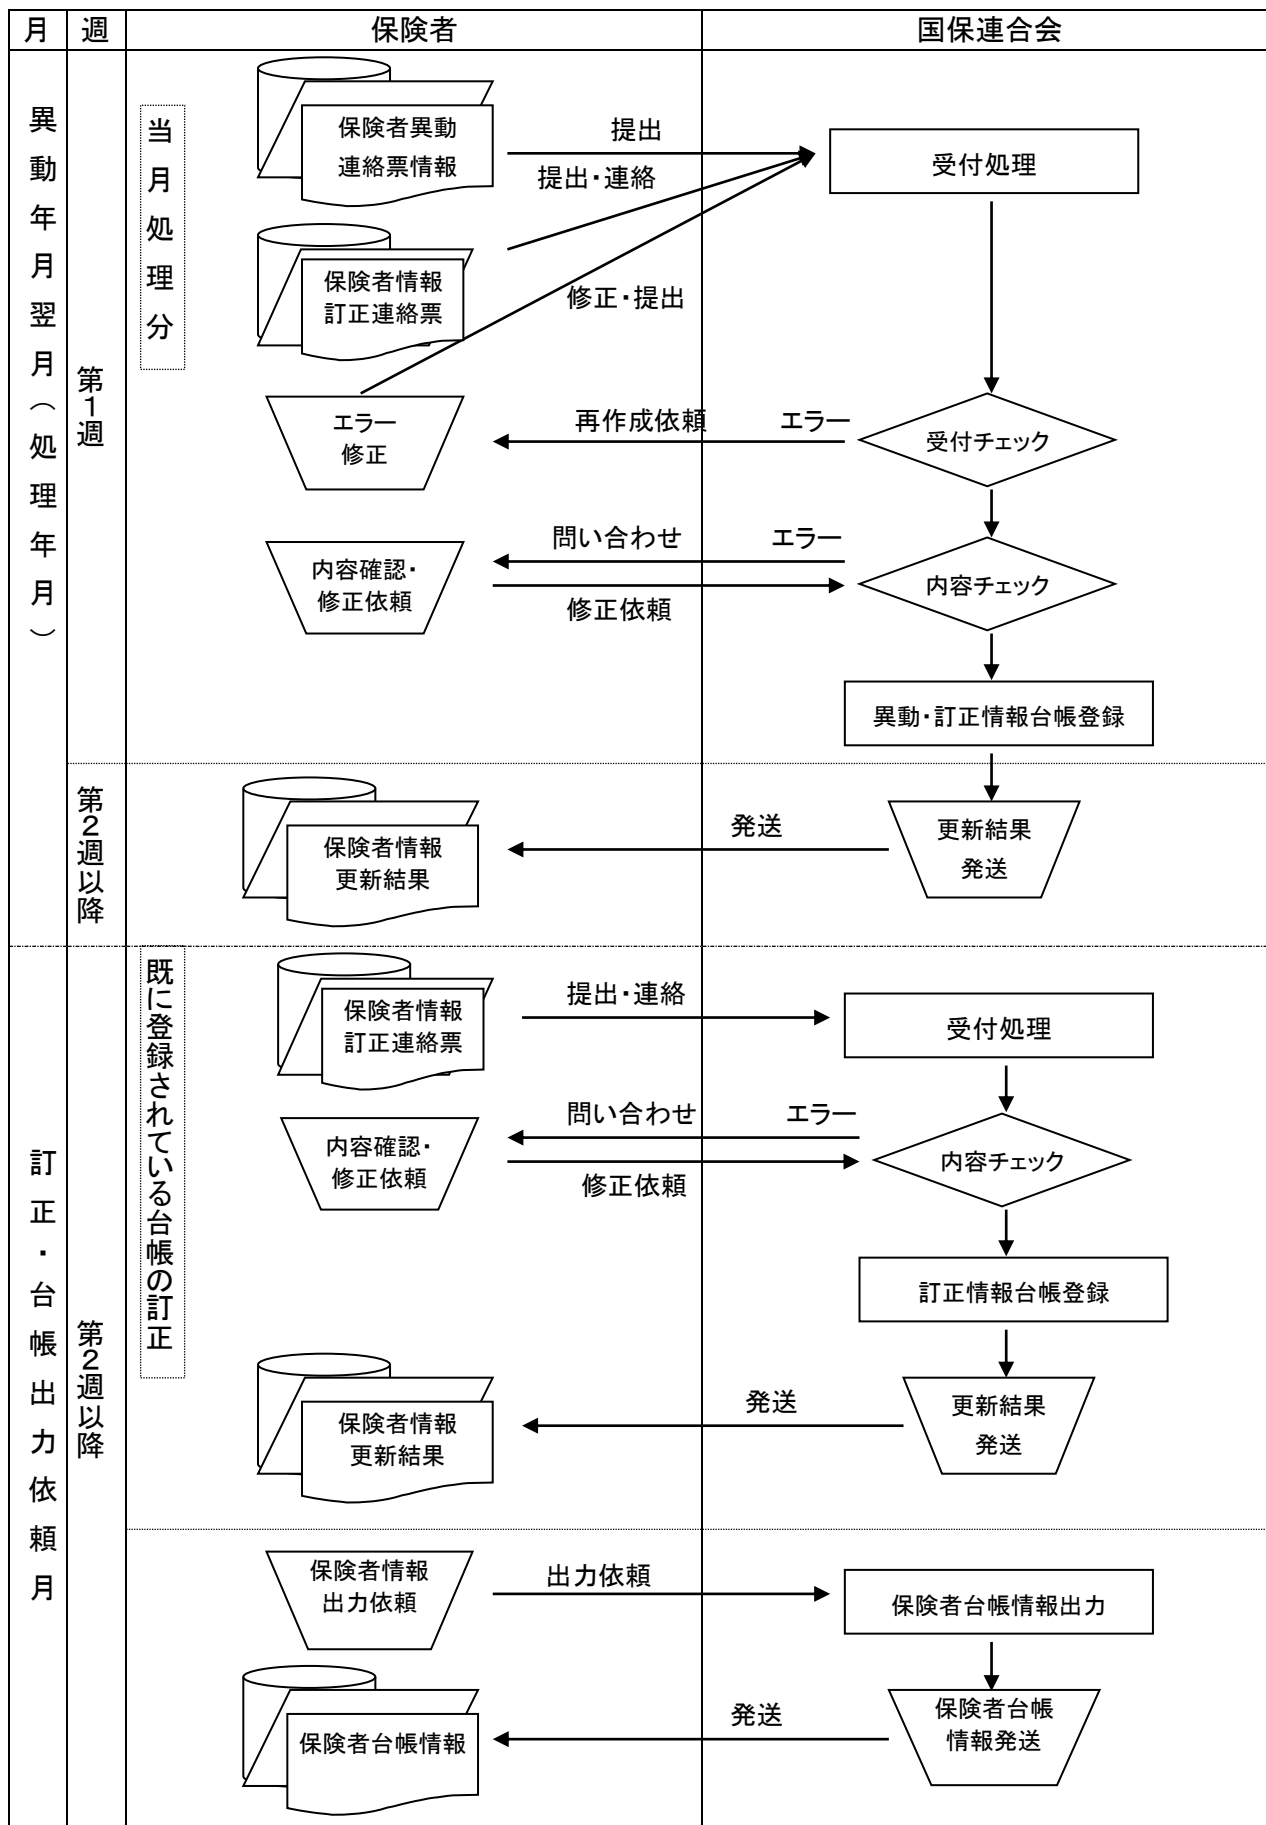 月
週
保険者
国保連合会
異動年月翌月（処理年月）
第1週
当月処理分
保険者異動
連絡票情報
提出
受付処理
提出・連絡
保険者情報
訂正連絡票
修正・提出
エラー
修正
再作成依頼
エラー
受付チェック
内容確認・
修正依頼
問い合わせ
エラー
修正依頼
内容チェック
異動・訂正情報台帳登録
第2週以降
保険者情報
更新結果
発送
更新結果
発送
訂正・台帳出力依頼月
第2週以降
既に登録されている台帳の訂正
保険者情報
訂正連絡票
提出・連絡
受付処理
内容確認・
修正依頼
問い合わせ
エラー
修正依頼
内容チェック
訂正情報台帳登録
保険者情報
更新結果
発送
更新結果
発送
保険者情報
出力依頼
出力依頼
保険者台帳情報出力
保険者台帳情報
発送
保険者台帳
情報発送